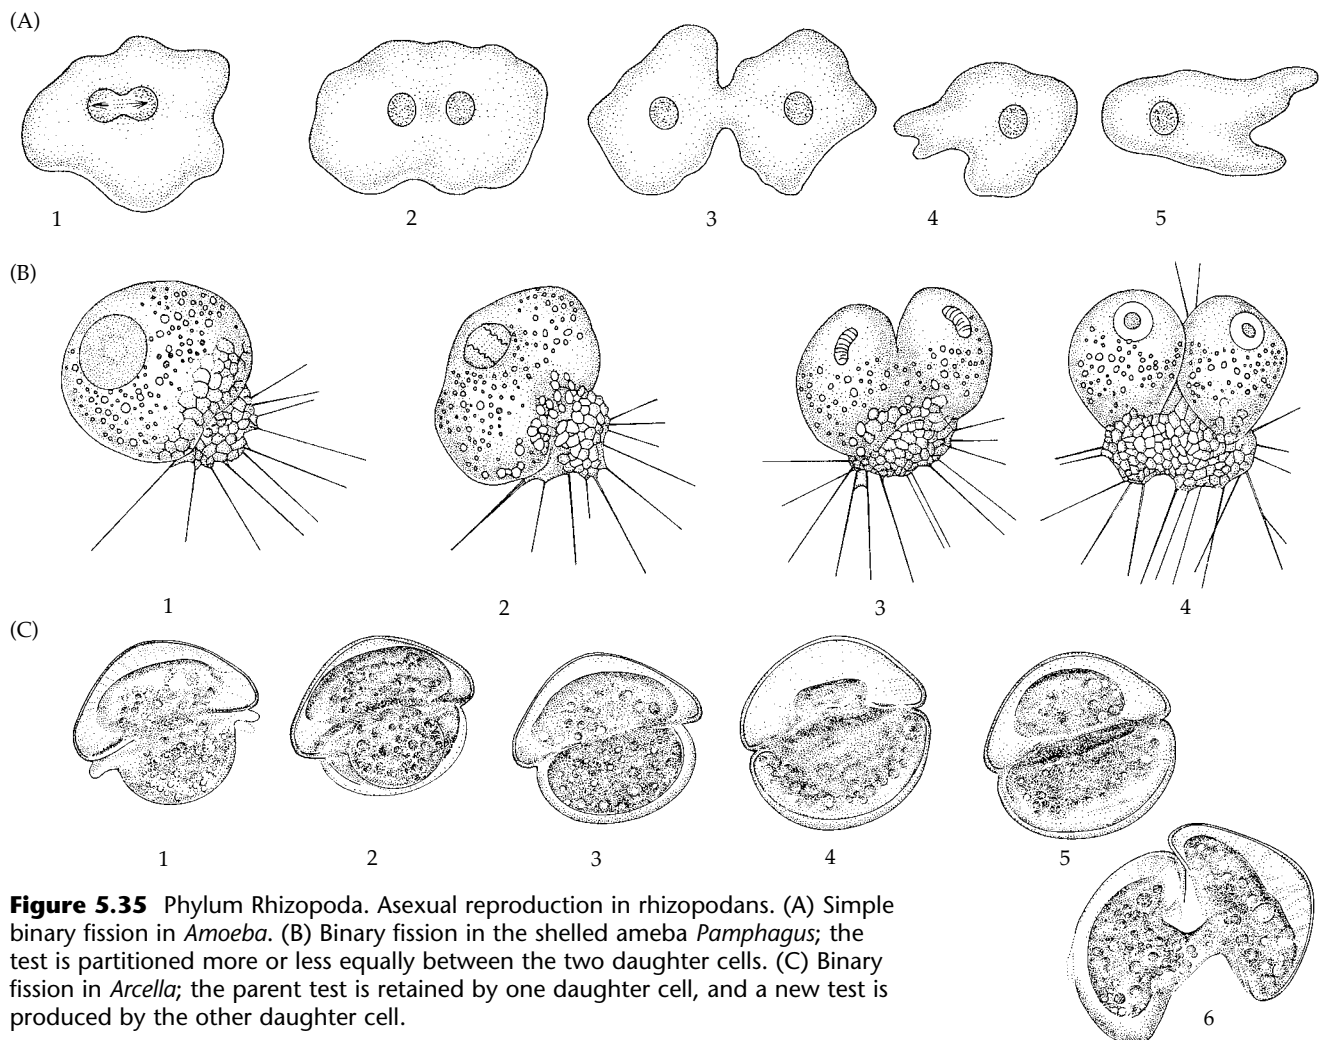 (A)
1 2 3 4 5
(B)
1 2 3 4
(C)
1 2 3 4 5
6
Figure 5.35 Phylum Rhizopoda. Asexual reproduction in rhizopodans. (A) Simple
binary fission in Amoeba. (B) Binary fission in the shelled ameba Pamphagus; the
test is partitioned more or less equally between the two daughter cells. (C) Binary
fission in Arcella; the parent test is retained by one daughter cell, and a new test is
produced by the other daughter cell.